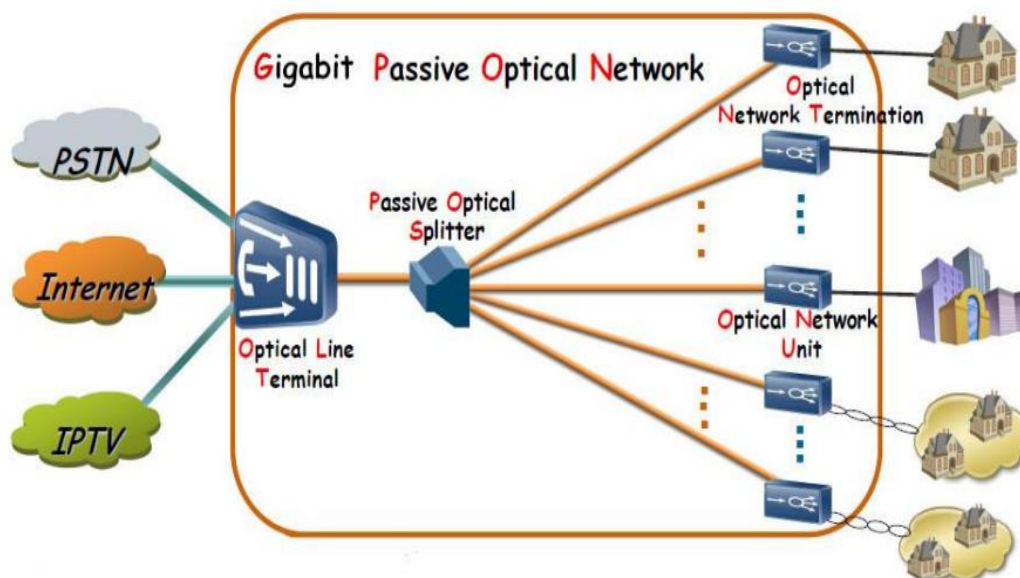 Gigabit Passive Optical Network
Optical
Network Termination
PSTN
Passive Optical
Splitter
Internet
Optical Network
Unit
Optical Line
Terminal
IPTV